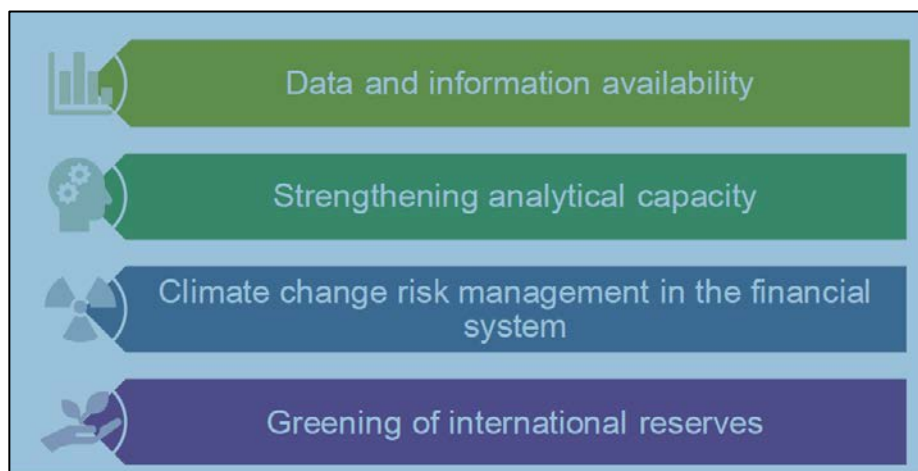 Data and information availability
Strengthening analytical capacity
Climate change risk management in the financial
system
Greening of international reserves